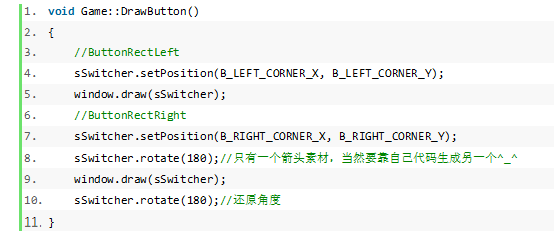 1. void Game::DrawButton()
2. {
3. //ButtonRectLeft
4. sSwitcher.setPosition(B_LEFT_CORNER_X, B_LEFT_CORNER_Y);
5. window.draw(sSwitcher);
6. //ButtonRectRight
7. sSwitcher.setPosition(B_RIGHT_CORNER_X, B_RIGHT_CORNER_Y);
8. sSwitcher.rotate(180);//只有一个箭头素材，当然要靠自己代码生成另一个^_^
9. window.draw(sSwitcher);
10. sSwitcher.rotate(180);//还原角度
11. }